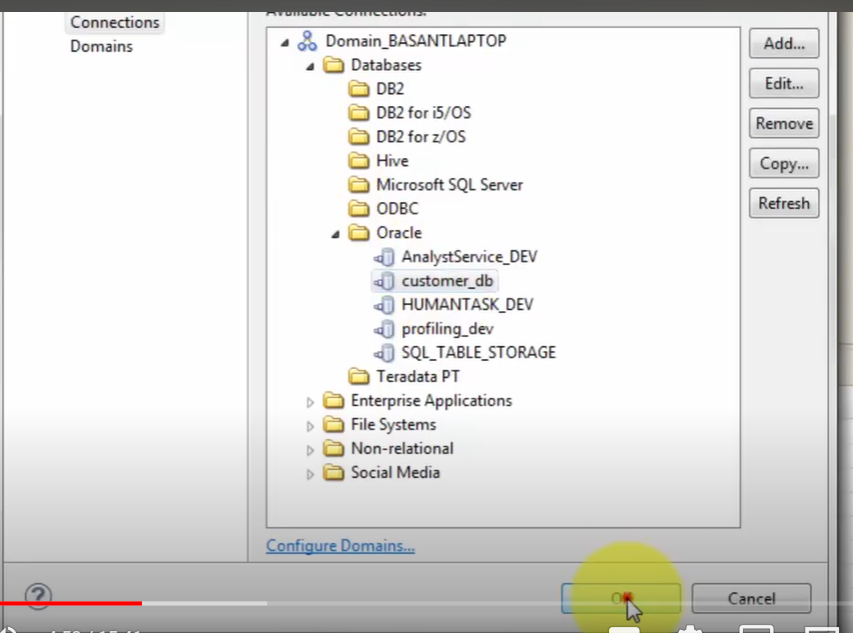 Connections
Domains
Available Connections:
Domain_BASANTLAPTOP
Databases
DB2
DB2 for i5/OS
DB2 for z/OS
Hive
Microsoft SQL Server
ODBC
Oracle
AnalystService_DEV
customer_db
HUMANTASK_DEV
profiling_dev
SQL_TABLE_STORAGE
Teradata PT
Enterprise Applications
File Systems
Non-relational
Social Media
Add...
Edit...
Remove
Copy...
Refresh
Configure Domains...
?
Cancel